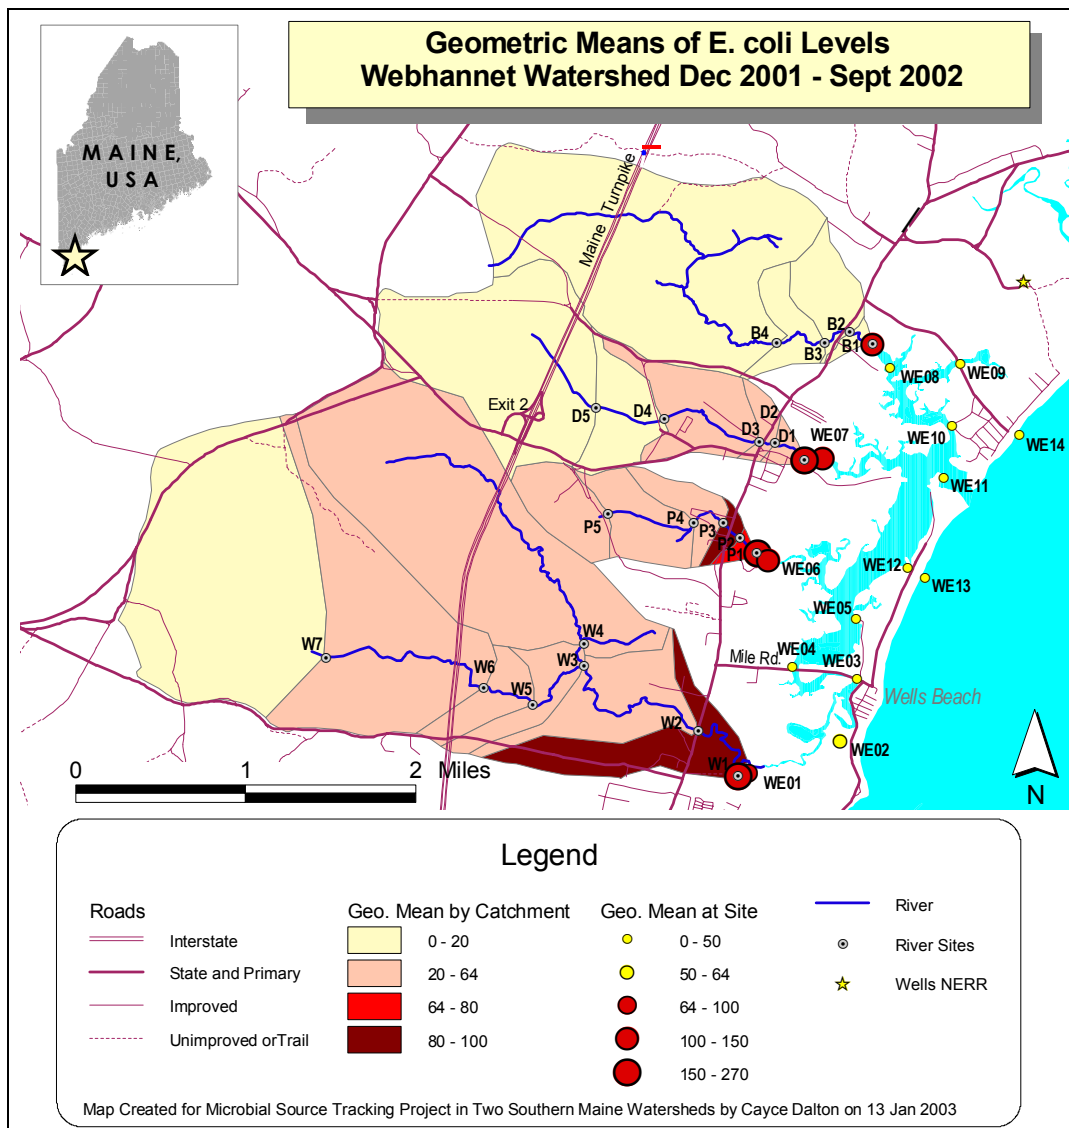 Geometric Means of E. coli Levels
Webhannet Watershed Dec 2001 - Sept 2002
MAINE,
USA
Maine Turnpike
B4
B3
B2
B1
WE08
WE09
Exit 2
D5
D4
D3
D2
D1
WE07
WE10
WE14
WE11
P5
P4
P3
P2
P1
WE06
WE12
WE13
WE05
W7
W6
W5
W4
W3
Mile Rd.
WE04
WE03
Wells Beach
W2
WE02
W1
WE01
0 1 2 Miles
N
Legend
Roads
Interstate
State and Primary
Improved
Unimproved orTrail
Geo. Mean by Catchment
0 - 20
20 - 64
64 - 80
80 - 100
Geo. Mean at Site
0 - 50
50 - 64
64 - 100
100 - 150
150 - 270
River
River Sites
Wells NERR
Map Created for Microbial Source Tracking Project in Two Southern Maine Watersheds by Cayce Dalton on 13 Jan 2003